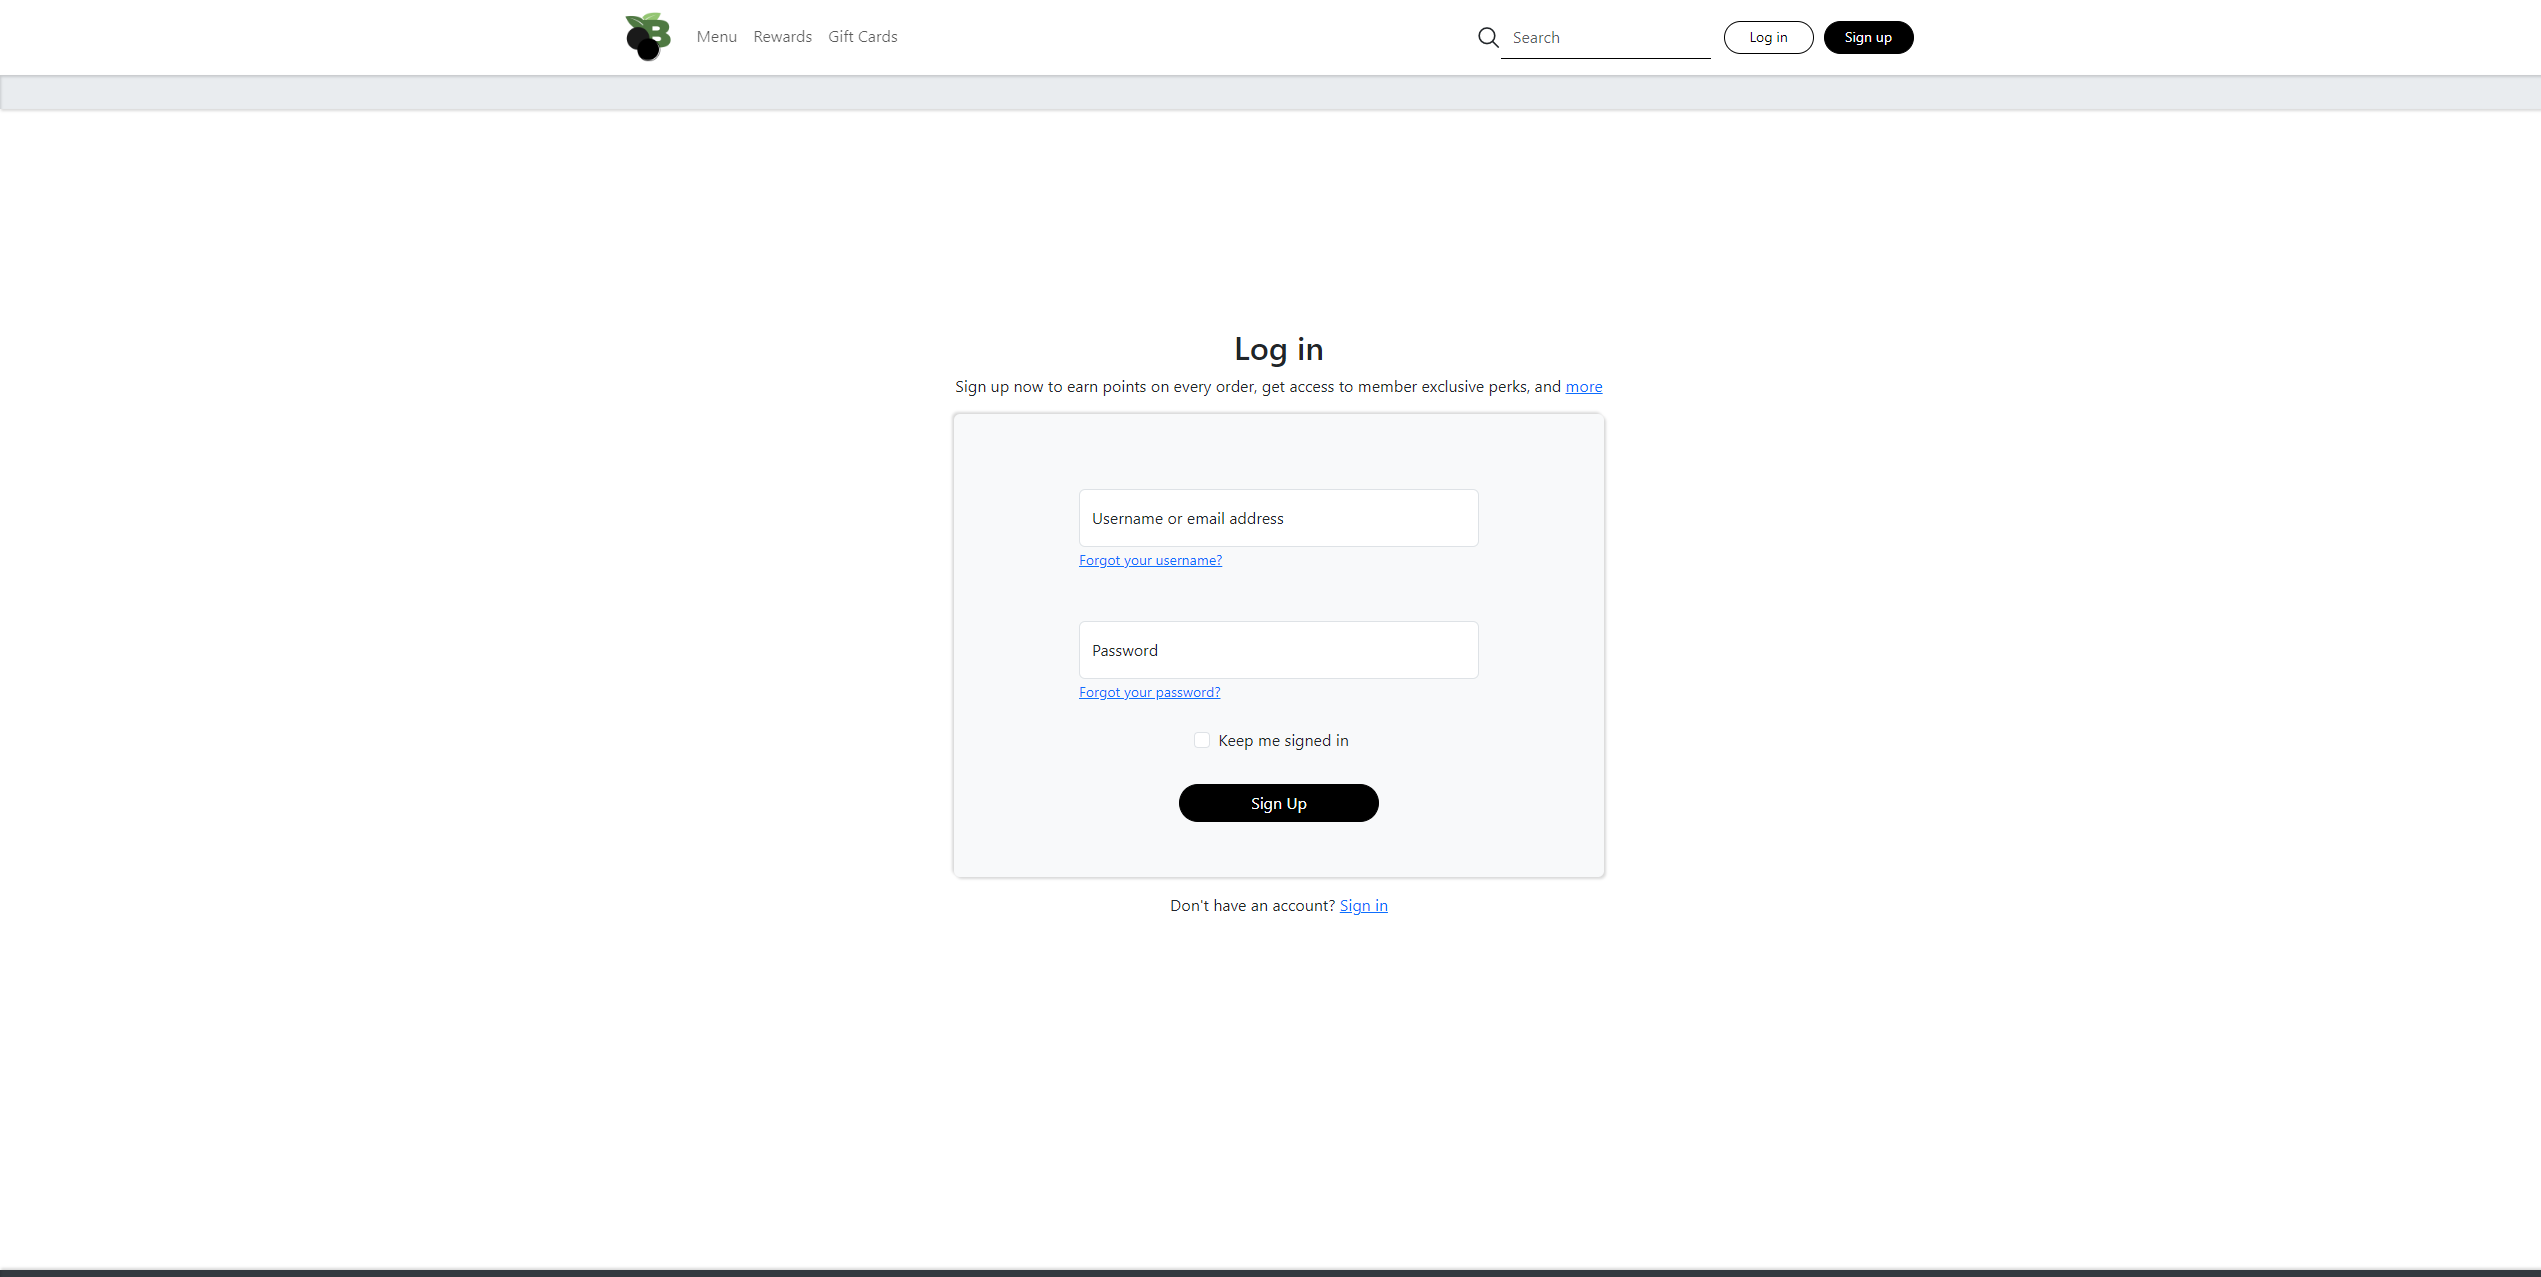 B
Menu Rewards Gift Cards Search Log in Sign up
Log in
Sign up now to earn points on every order, get access to member exclusive perks, and more
Username or email address
Forgot your username?
Password
Forgot your password?
Keep me signed in
Sign Up
Don't have an account? Sign in